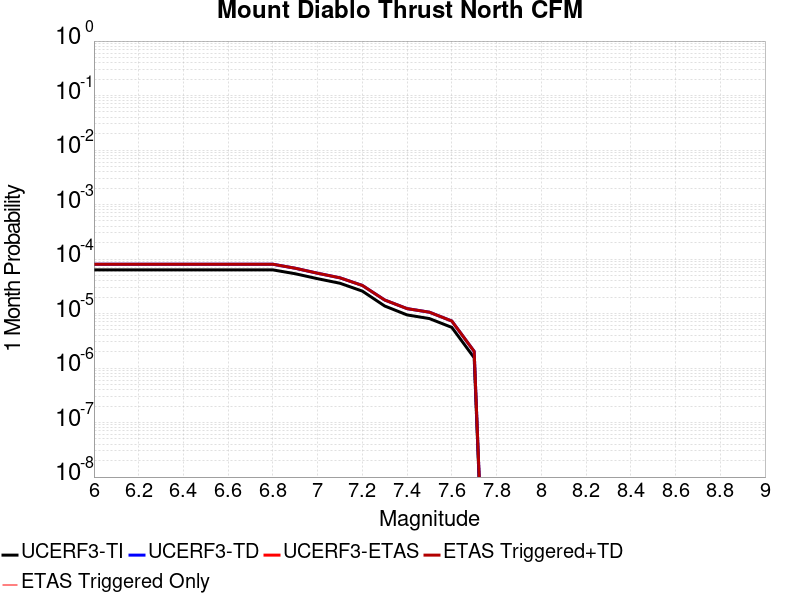 Mount Diablo Thrust North CFM
10^0
10^-1
10^-2
10^-3
10^-4
10^-5
10^-6
10^-7
10^-8
1 Month Probability
6 6.2 6.4 6.6 6.8 7 7.2 7.4 7.6 7.8 8 8.2 8.4 8.6 8.8 9
Magnitude
UCERF3-TI UCERF3-TD UCERF3-ETAS ETAS Triggered+TD
ETAS Triggered Only